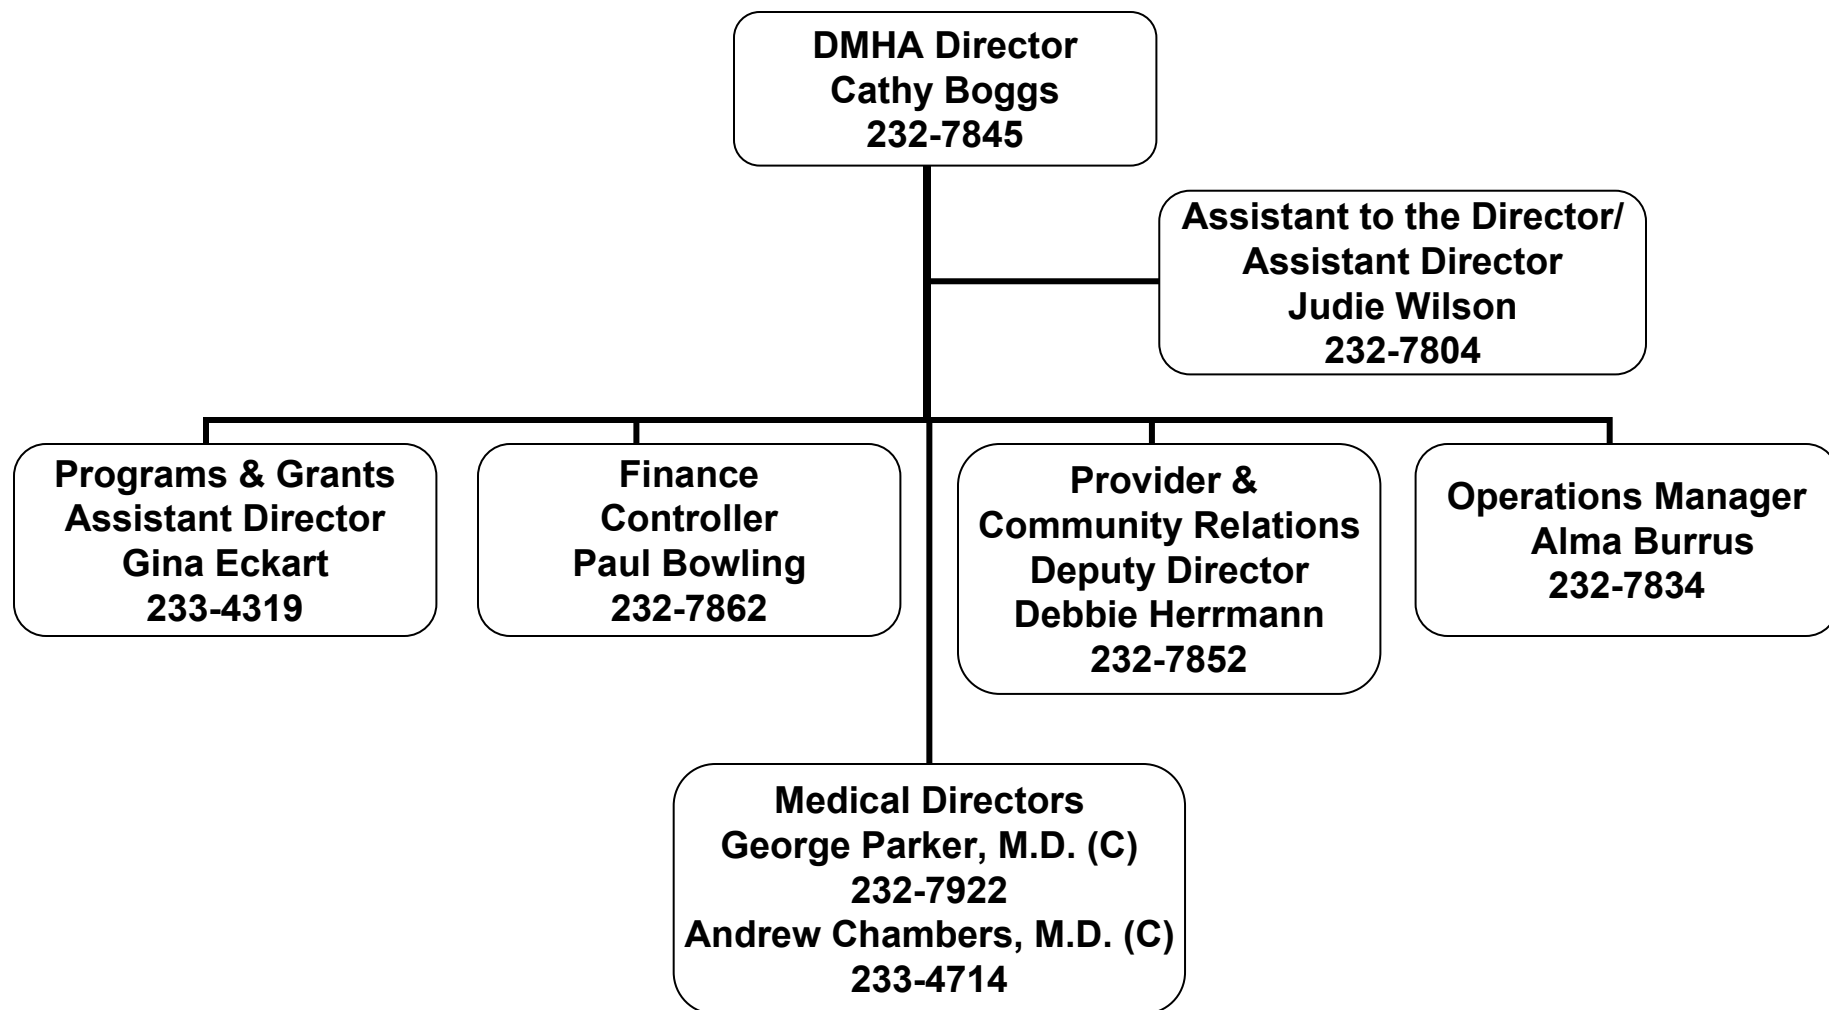 DMHA Director
Cathy Boggs
232-7845
Assistant to the Director/
Assistant Director
Judie Wilson
232-7804
Programs & Grants
Assistant Director
Gina Eckart
233-4319
Finance
Controller
Paul Bowling
232-7862
Provider &
Community Relations
Deputy Director
Debbie Herrmann
232-7852
Operations Manager
Alma Burrus
232-7834
Medical Directors
George Parker, M.D. (C)
232-7922
Andrew Chambers, M.D. (C)
233-4714